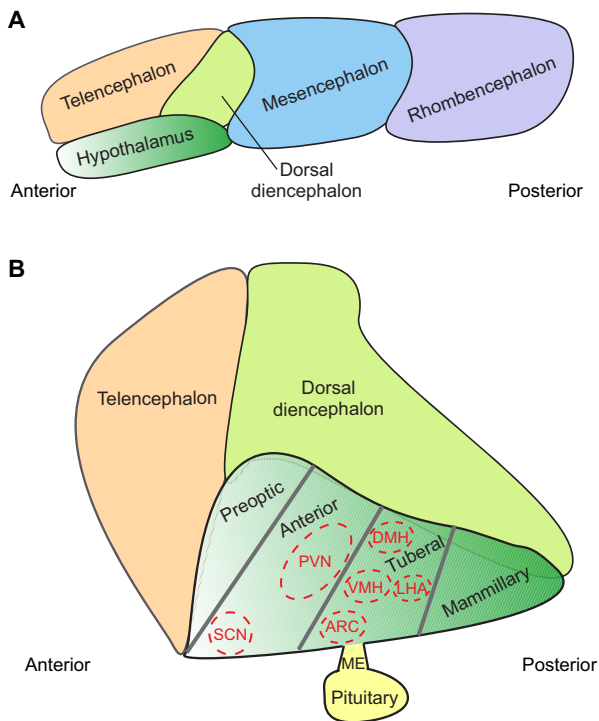 A
Telencephalon
Mesencephalon
Rhombencephalon
Hypothalamus
Dorsal
diencephalon
Anterior
Posterior
B
Telencephalon
Dorsal
diencephalon
Preoptic
Anterior
DMH
Tuberal
PVN
VMH
LHA
Mammillary
SCN
ARC
Anterior
ME
Posterior
Pituitary